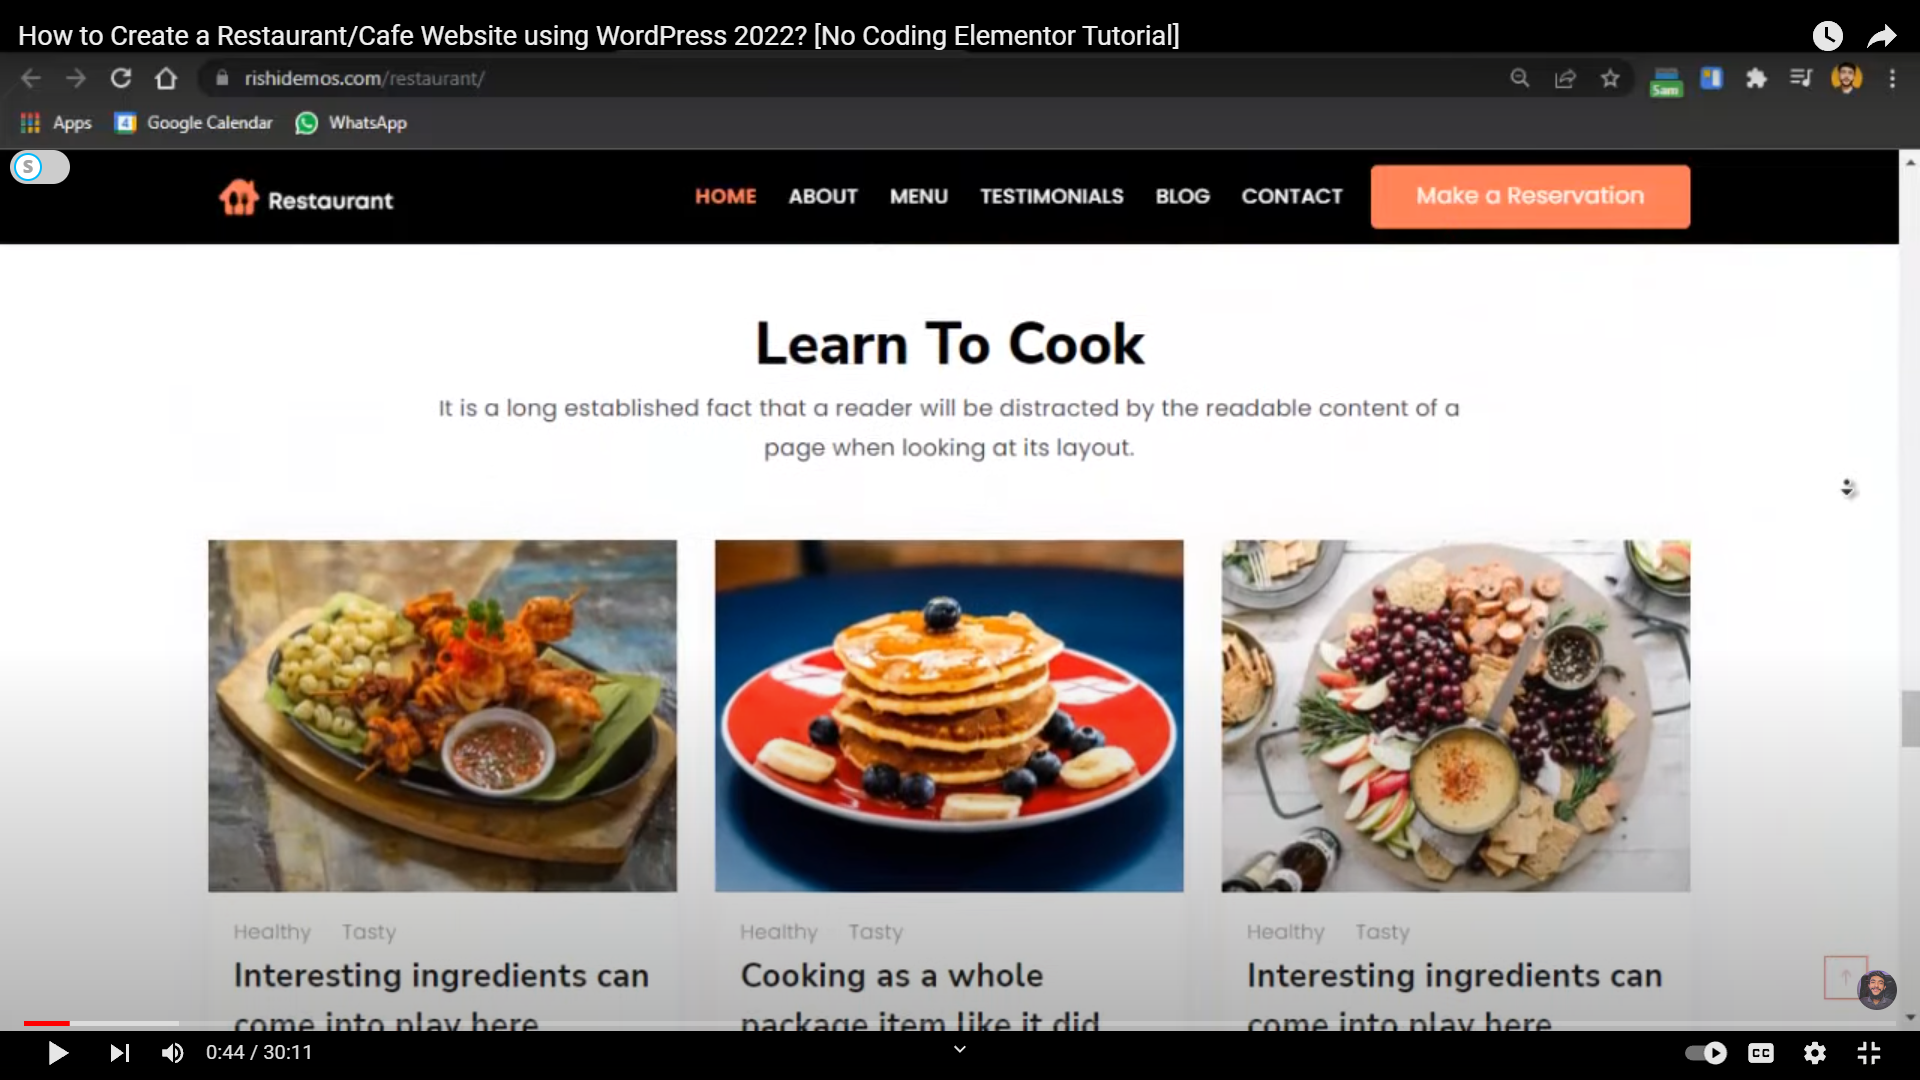 How to Create a Restaurant/Cafe Website using WordPress 2022? [No Coding Elementor Tutorial]
rishidemos.com/restaurant/
Sam
Apps
4
Google Calendar
WhatsApp
S
Restaurant
HOME
ABOUT
MENU
TESTIMONIALS
BLOG
CONTACT
Make a Reservation
Learn To Cook
It is a long established fact that a reader will be distracted by the readable content of a
page when looking at its layout.
Healthy Tasty
Interesting ingredients can
come into play here
Healthy Tasty
Cooking as a whole
package item like it did
Healthy Tasty
Interesting ingredients can
come into play here
0:44 / 30:11
CC